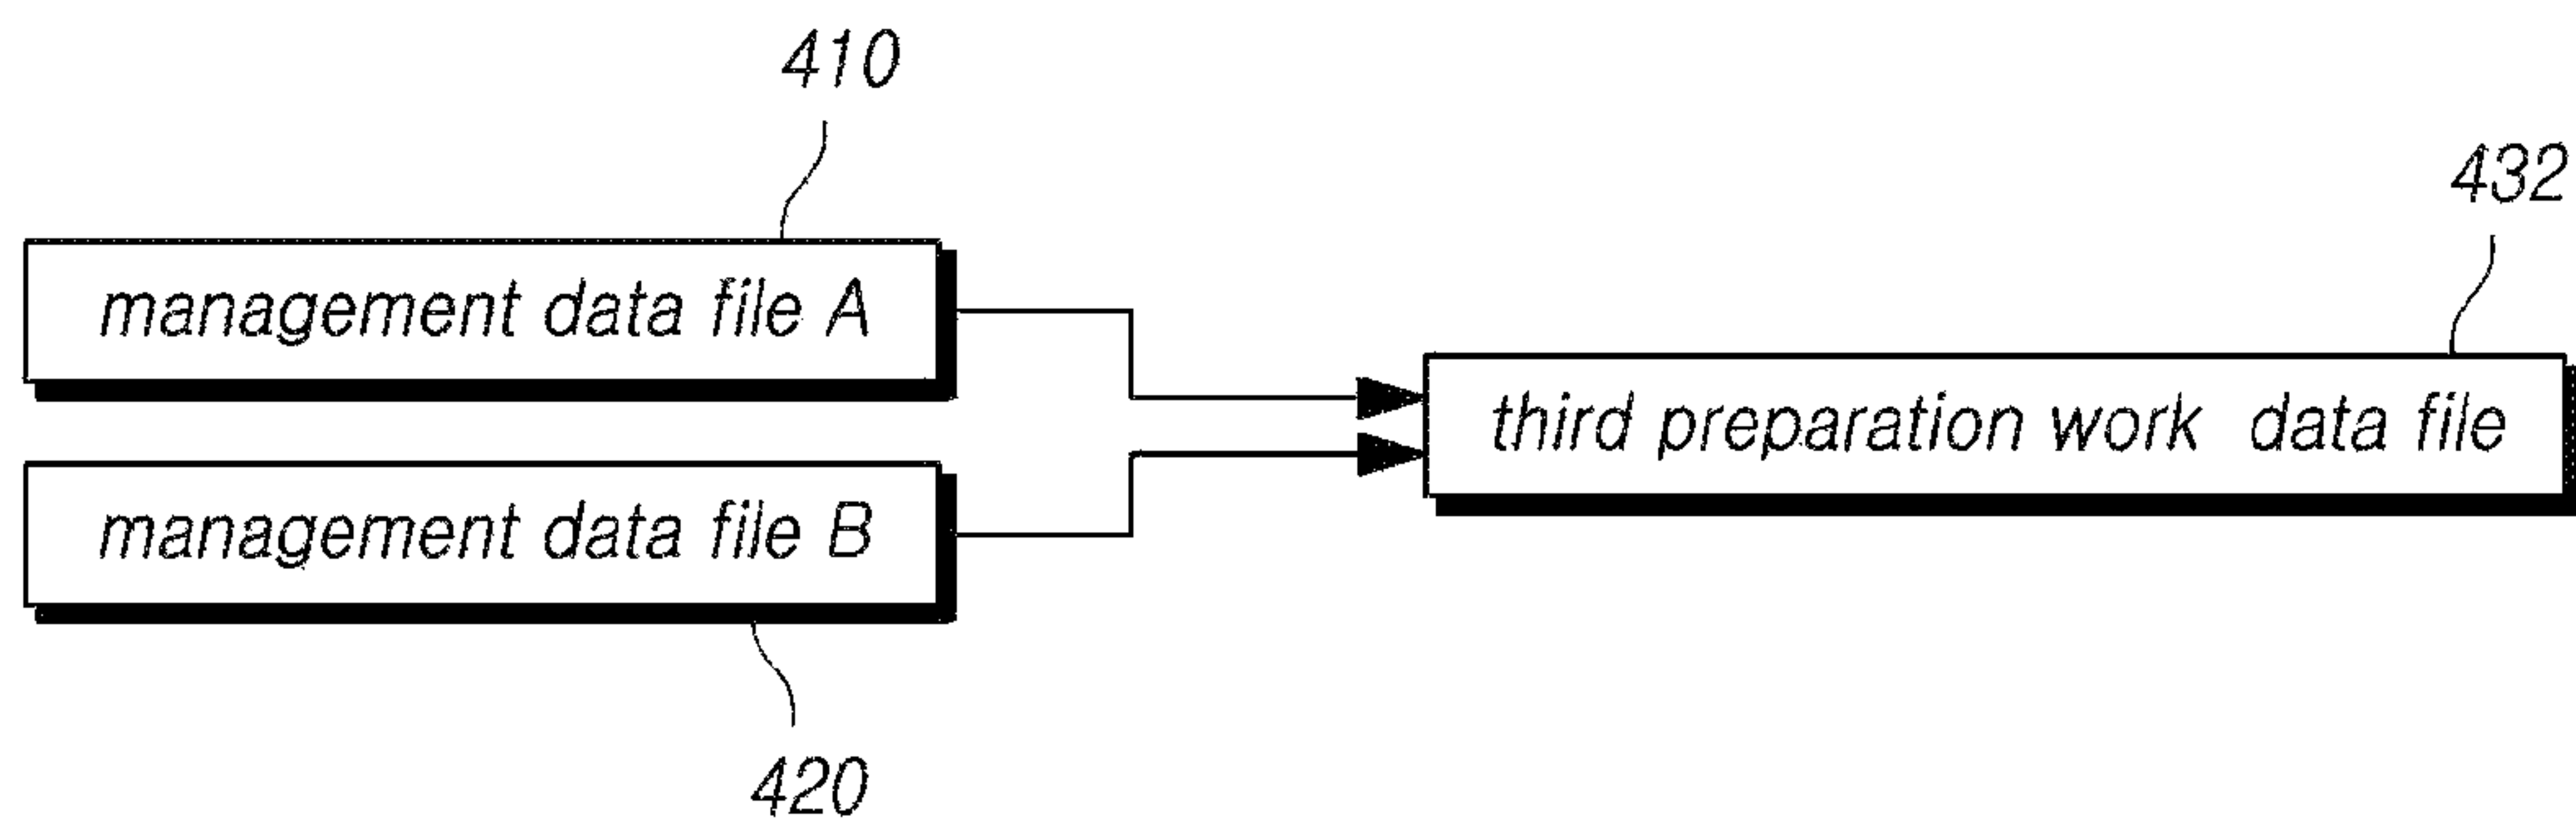 410
432
management data file A
third preparation work data file
management data file B
420